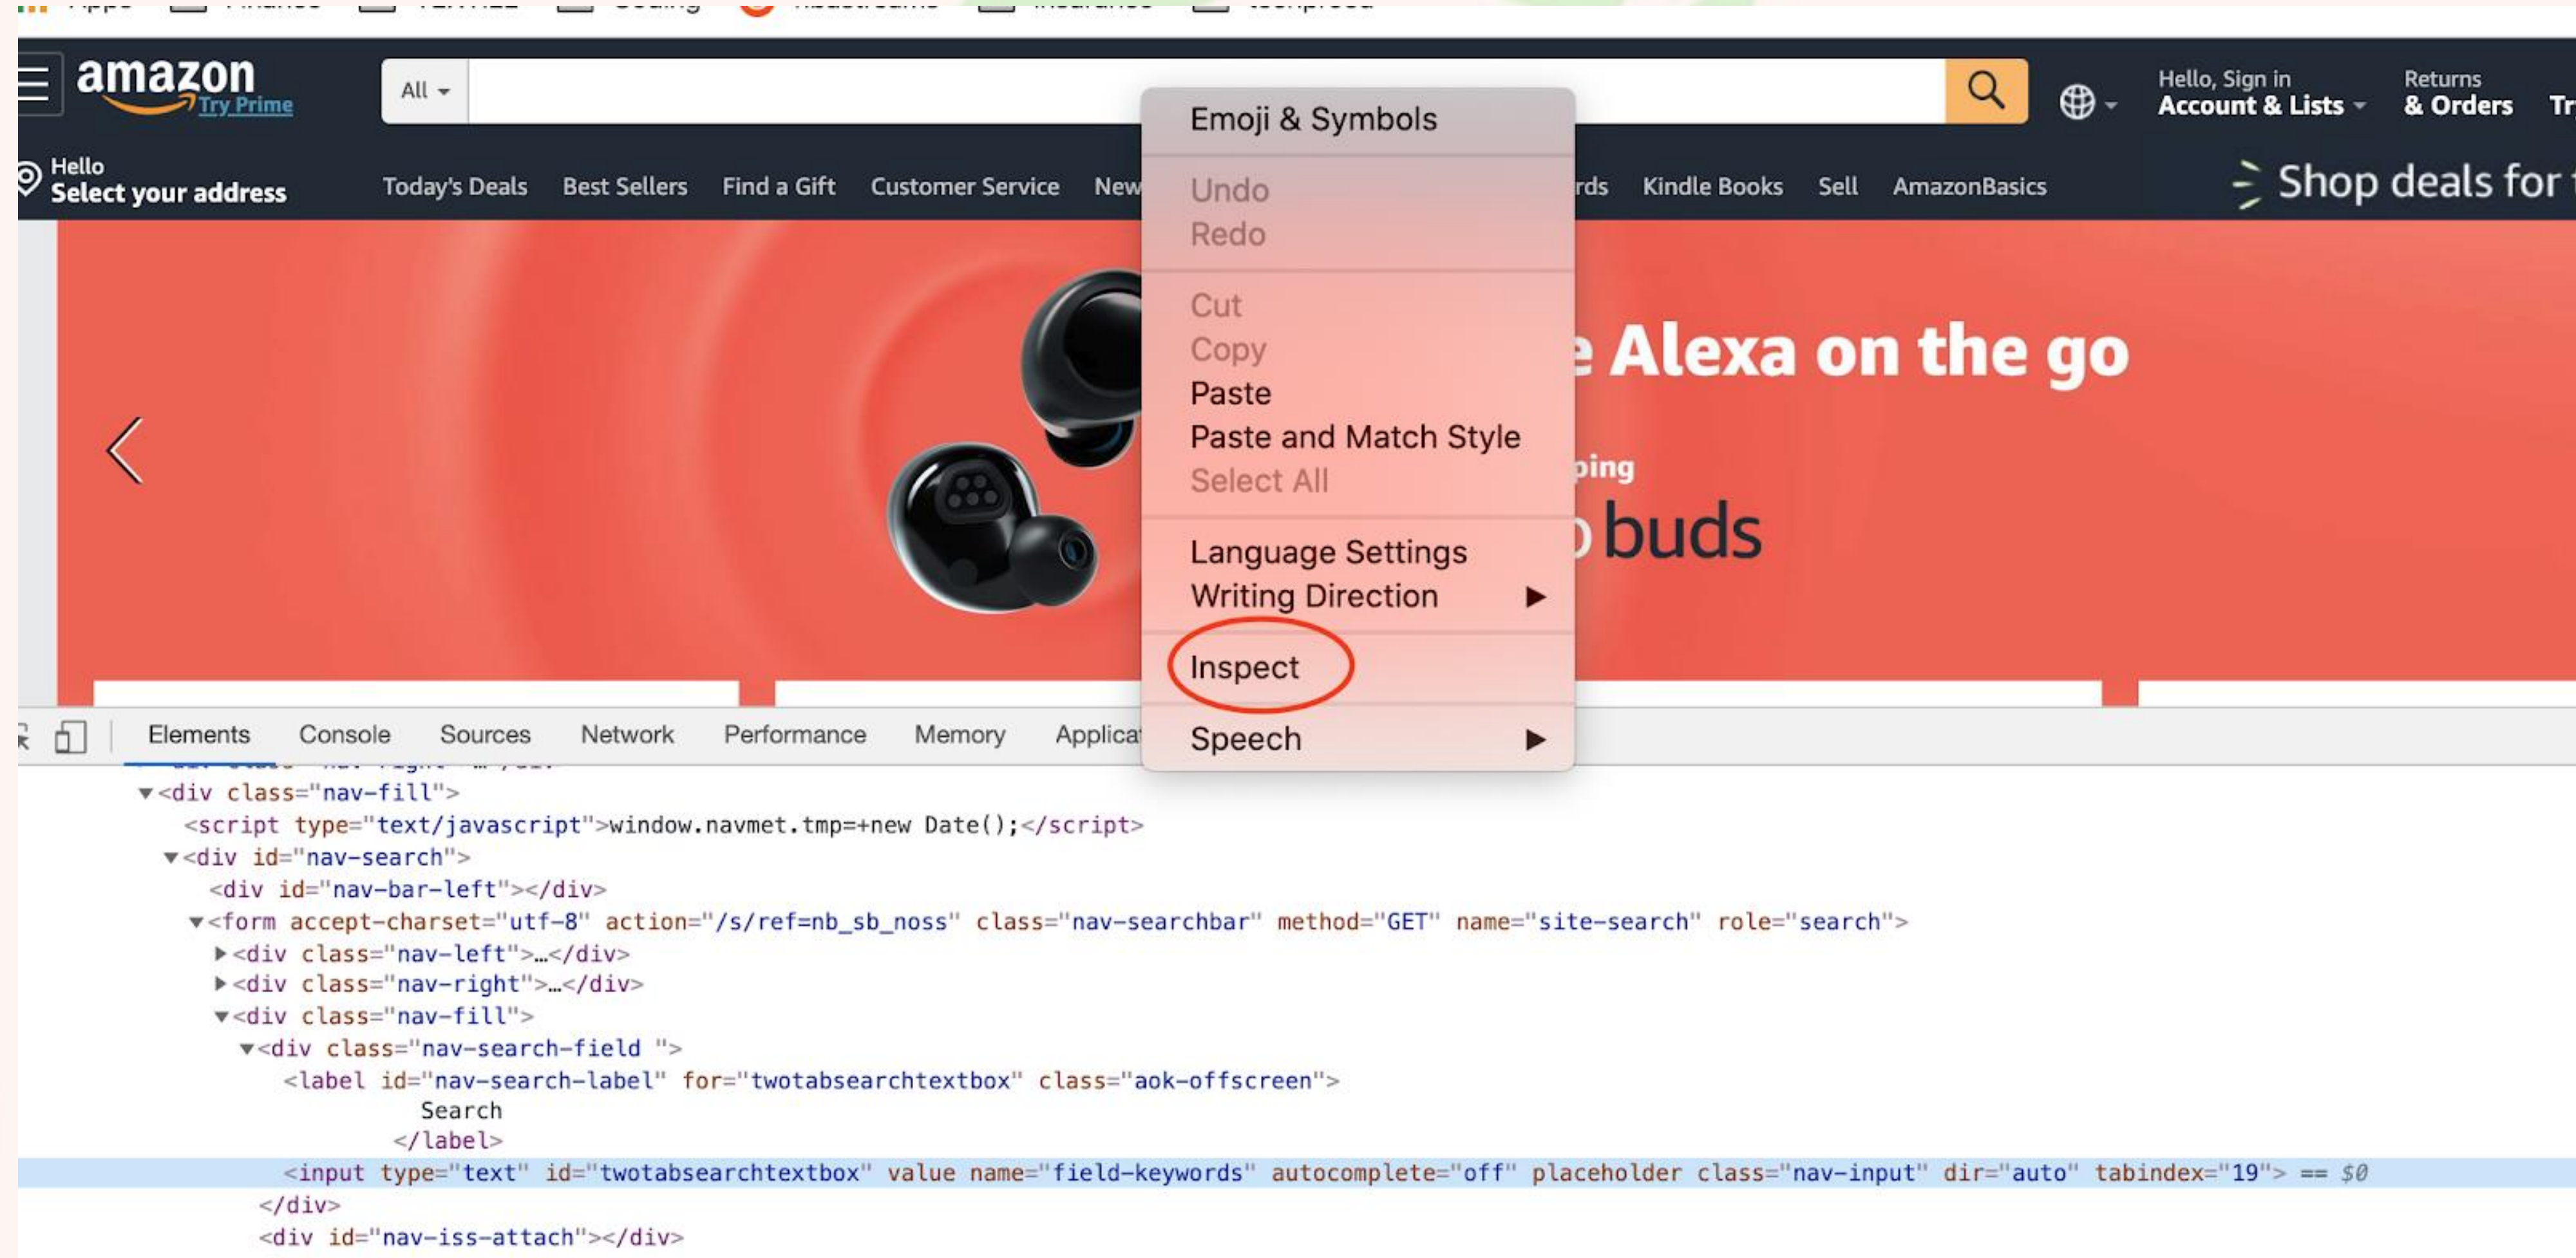 amazon
Try Prime
All
Hello, Sign in
Account & Lists
Returns
& Orders
Hello
Select your address
Today's Deals Best Sellers Find a Gift Customer Service New
Kindle Books Sell AmazonBasics
Shop deals for
Emoji & Symbols
Undo
Redo
Cut
Copy
Paste
Paste and Match Style
Select All
Language Settings
Writing Direction
Inspect
Speech
e Alexa on the go
ping
buds
Elements Console Sources Network Performance Memory Applica
▼<div class="nav-fill">
<script type="text/javascript">window.navmet.tmp=+new Date();</script>
▼<div id="nav-search">
<div id="nav-bar-left"></div>
▼<form accept-charset="utf-8" action="/s/ref=nb_sb_noss" class="nav-searchbar" method="GET" name="site-search" role="search">
▶<div class="nav-left">…</div>
▶<div class="nav-right">…</div>
▼<div class="nav-fill">
▼<div class="nav-search-field ">
<label id="nav-search-label" for="twotabsearchtextbox" class="aok-offscreen">
Search
</label>
<input type="text" id="twotabsearchtextbox" value name="field-keywords" autocomplete="off" placeholder class="nav-input" dir="auto" tabindex="19"> == $0
</div>
<div id="nav-iss-attach"></div>